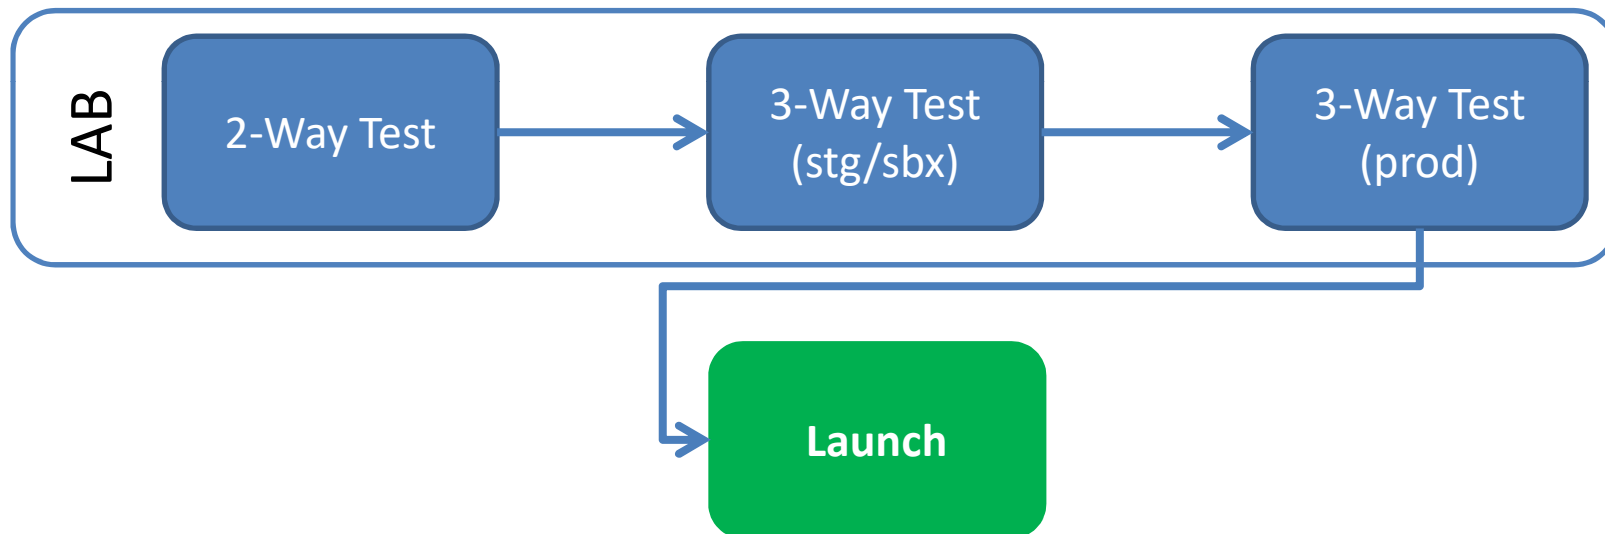 LAB
2-Way Test
3-Way Test
(stg/sbx)
3-Way Test
(prod)
Launch